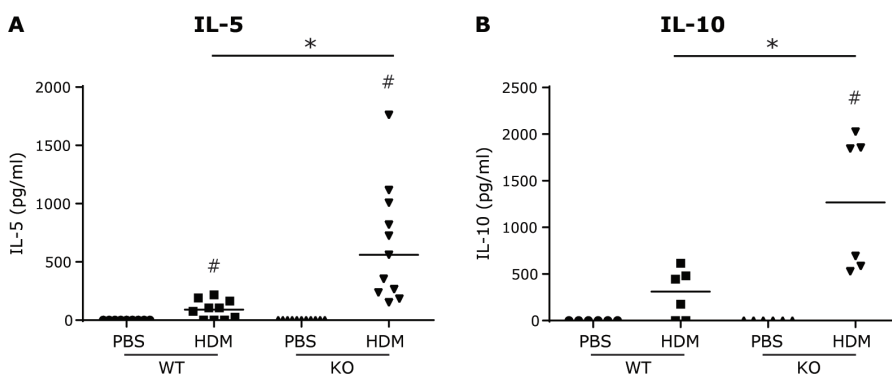 A IL-5
*
#
#
2000
1500
1000
500
0
IL-5 (pg/ml)
PBS HDM PBS HDM
WT KO
B IL-10
*
#
2500
2000
1500
1000
500
0
IL-10 (pg/ml)
PBS HDM PBS HDM
WT KO